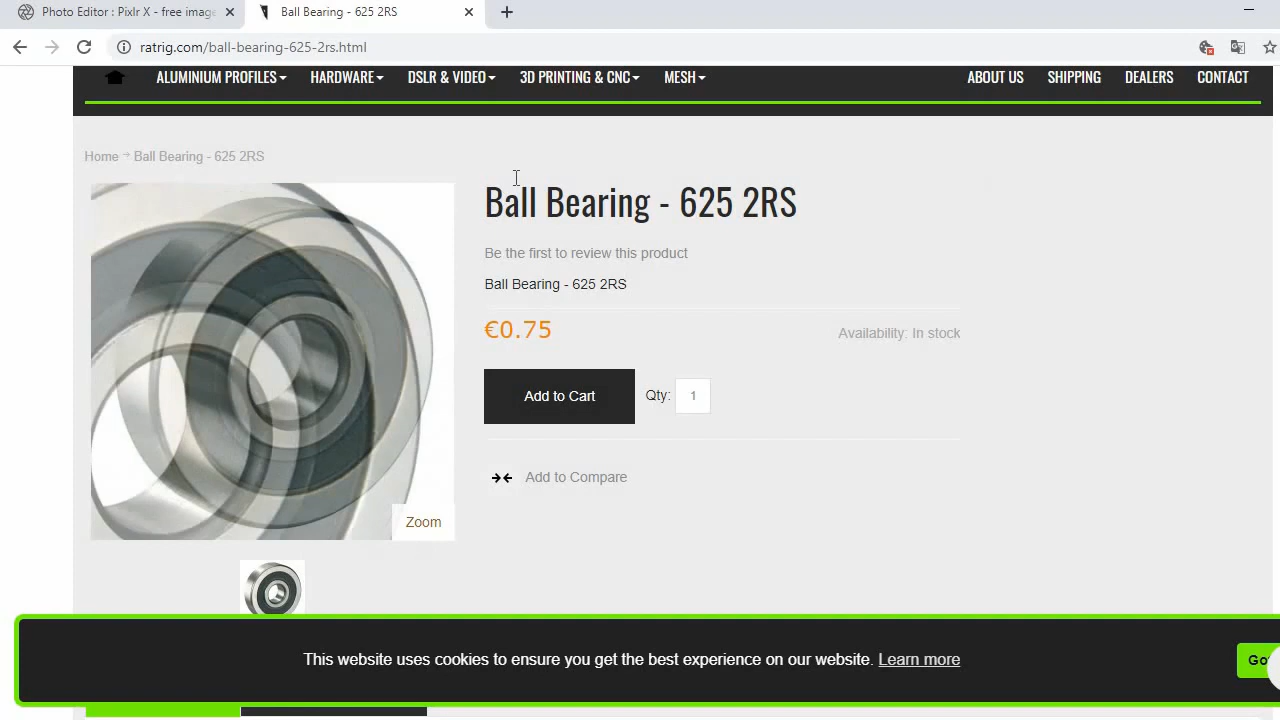 Photo Editor : Pixlr X - free image
Ball Bearing - 625 2RS
ratrig.com/ball-bearing-625-2rs.html
ALUMINIUM PROFILES HARDWARE DSLR & VIDEO 3D PRINTING & CNC MESH ABOUT US SHIPPING DEALERS CONTACT
Home → Ball Bearing - 625 2RS
Ball Bearing - 625 2RS
Be the first to review this product
Ball Bearing - 625 2RS
€0.75
Availability: In stock
Add to Cart Qty: 1
Add to Compare
Zoom
This website uses cookies to ensure you get the best experience on our website. Learn more
Go